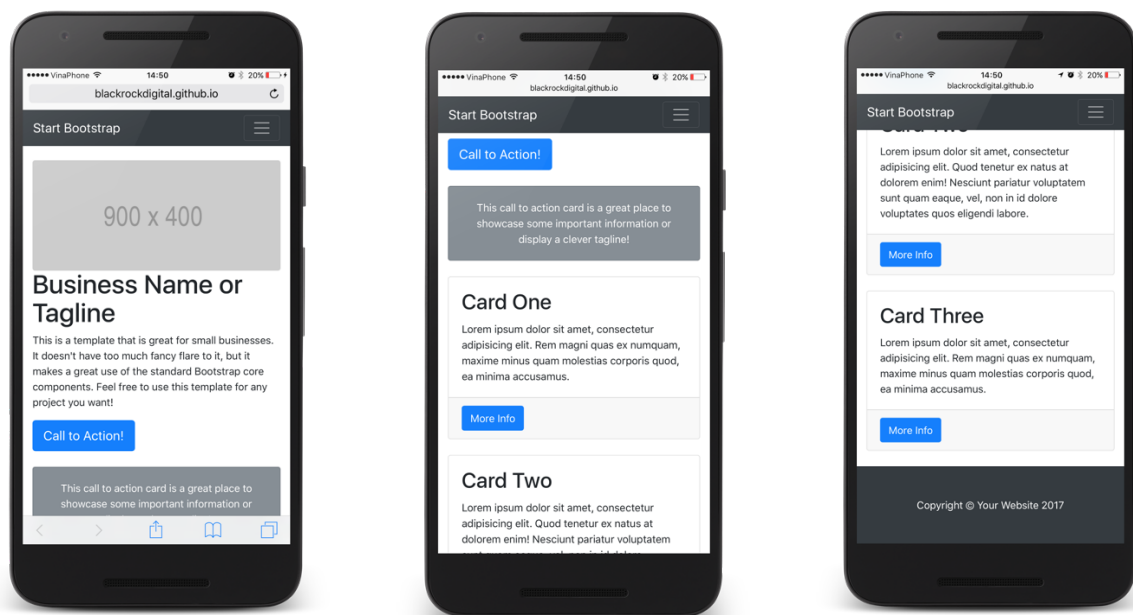 VinaPhone 14:50 20%
blackrockdigital.github.io
Start Bootstrap
900 x 400
Business Name or
Tagline
This is a template that is great for small businesses.
It doesn't have too much fancy flare to it, but it
makes a great use of the standard Bootstrap core
components. Feel free to use this template for any
project you want!
Call to Action!
This call to action card is a great place to
showcase some important information or
VinaPhone 14:50 20%
blackrockdigital.github.io
Start Bootstrap
Call to Action!
This call to action card is a great place to
showcase some important information or
display a clever tagline!
Card One
Lorem ipsum dolor sit amet, consectetur
adipisicing elit. Rem magni quas ex numquam,
maxime minus quam molestias corporis quod,
ea minima accusamus.
More Info
Card Two
Lorem ipsum dolor sit amet, consectetur
adipisicing elit. Quod tenetur ex natus at
dolorem enim! Nesciunt pariatur voluptatem
VinaPhone 14:50 20%
blackrockdigital.github.io
Start Bootstrap
Card Two
Lorem ipsum dolor sit amet, consectetur
adipisicing elit. Quod tenetur ex natus at
dolorem enim! Nesciunt pariatur voluptatem
sunt quam eaque, vel, non in id dolore
voluptates quos eligendi labore.
More Info
Card Three
Lorem ipsum dolor sit amet, consectetur
adipisicing elit. Rem magni quas ex numquam,
maxime minus quam molestias corporis quod,
ea minima accusamus.
More Info
Copyright © Your Website 2017